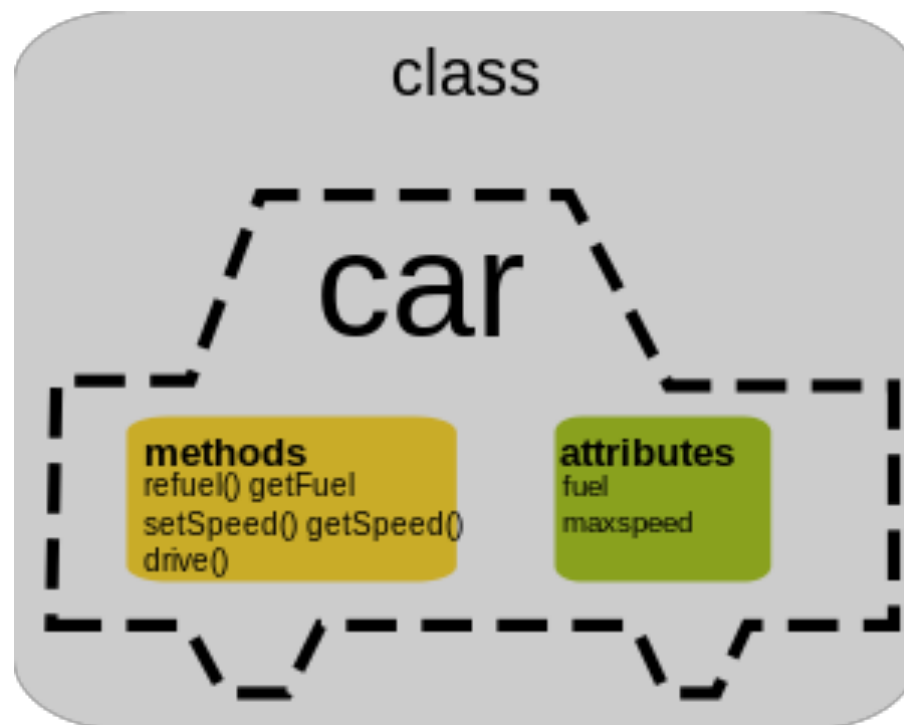 class
car
methods
refuel() getFuel
setSpeed() getSpeed()
drive()
attributes
fuel
maxspeed